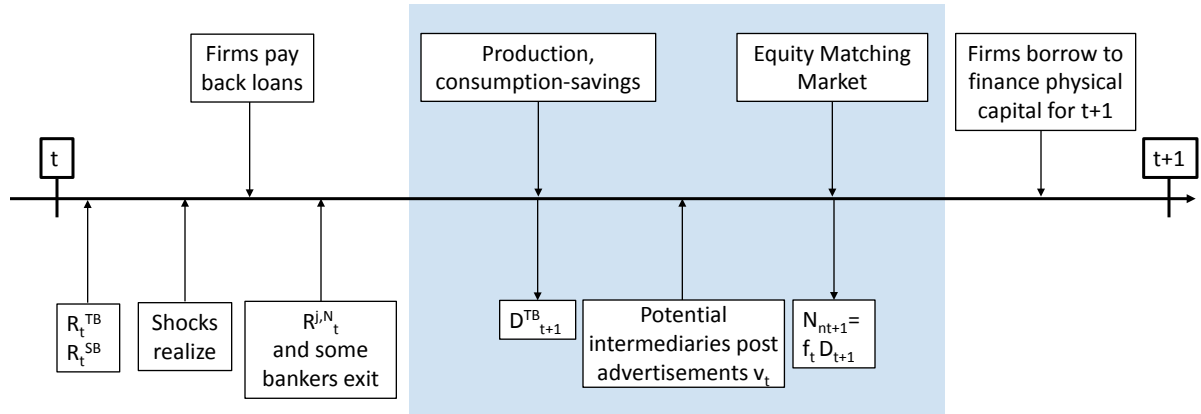 Firms pay
back loans
Production,
consumption-savings
Equity Matching
Market
Firms borrow to
finance physical
capital for t+1
t
t+1
R_t^TB
R_t^SB
Shocks
realize
R^j,N_t
and some
bankers exit
D^TB_t+1
Potential
intermediaries post
advertisements v_t
N_nt+1=
f_t D_t+1